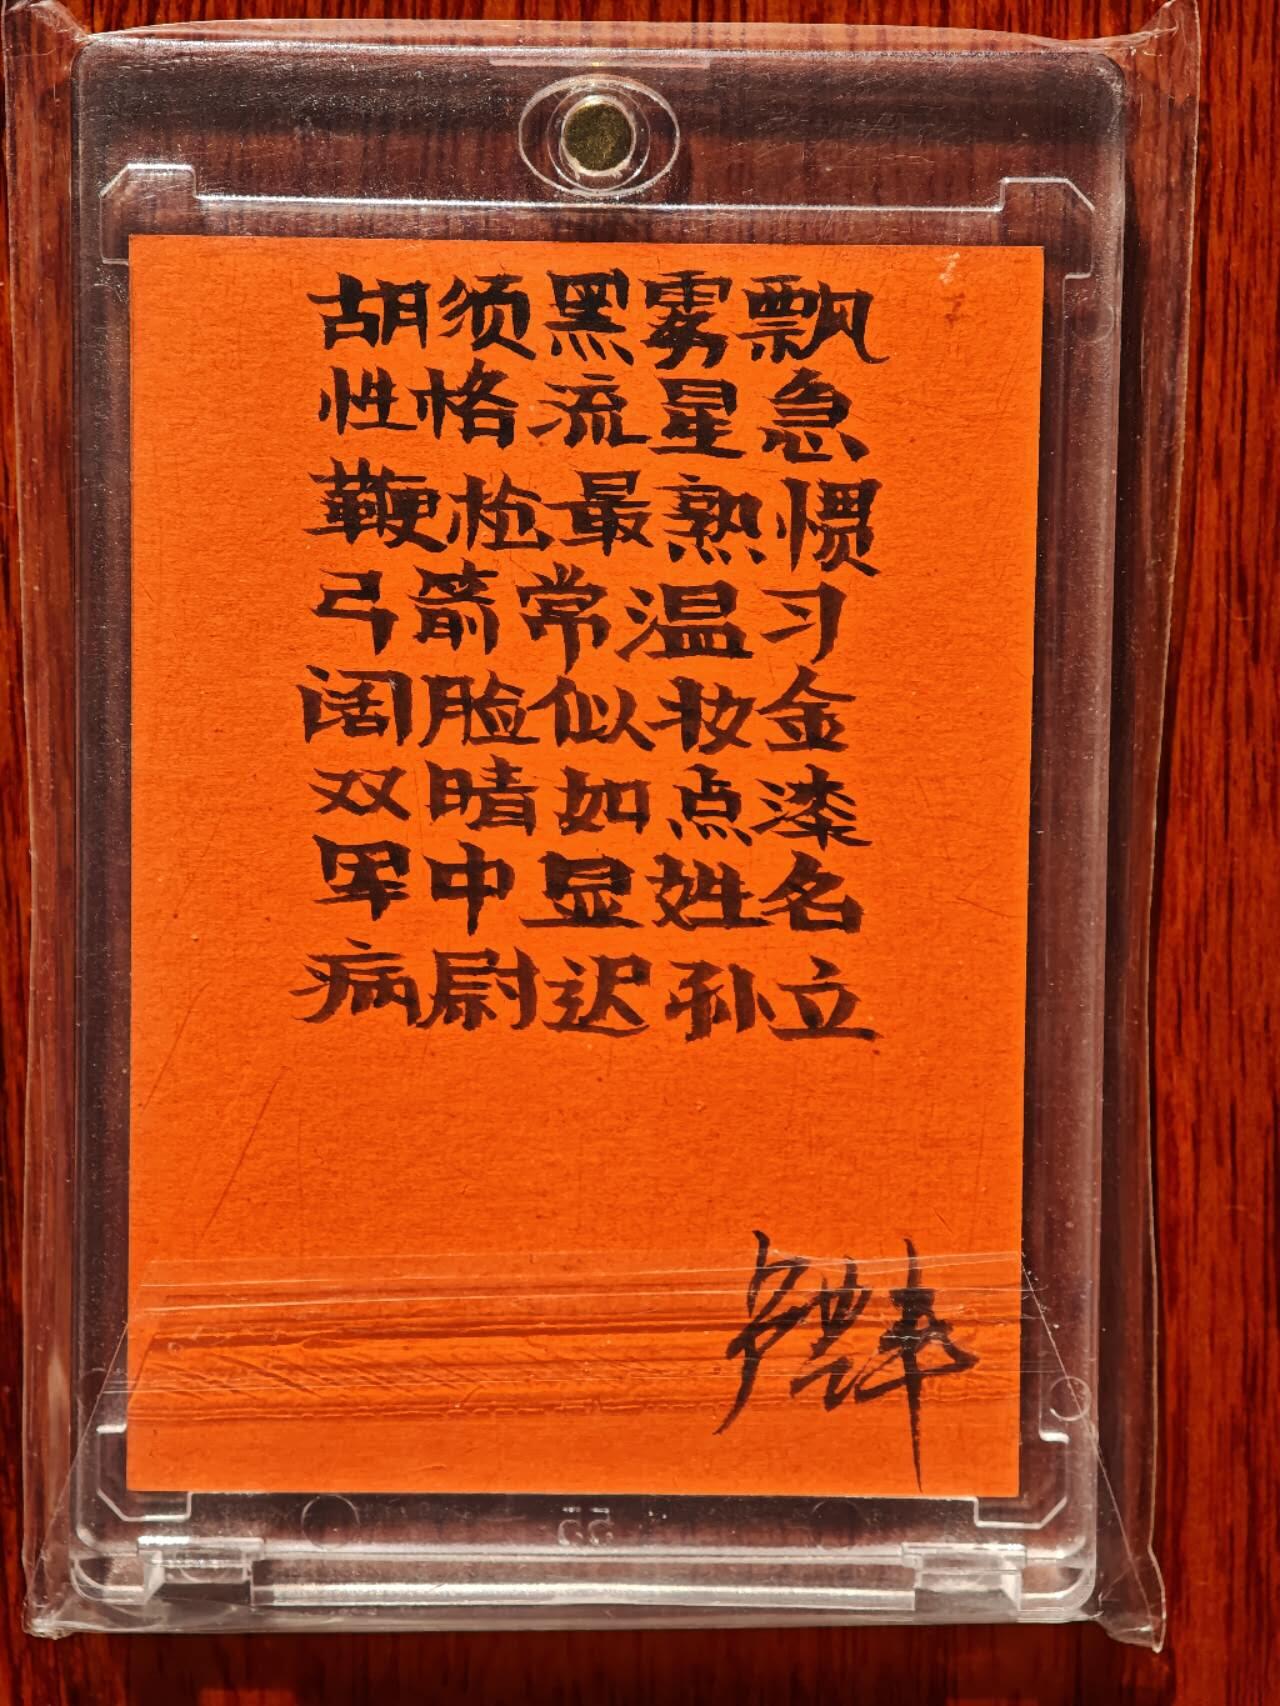 胡须黑雾飘
性格流星急
鞭枪最熟惯
弓箭常温习
阔脸似妆金
双睛如点漆
军中显姓名
病尉迟孙立
55